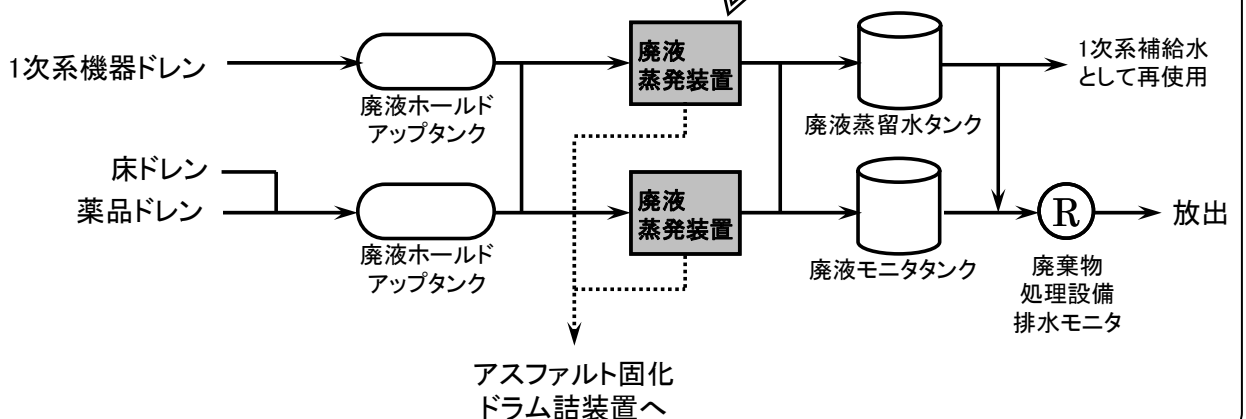 1次系機器ドレン
廃液ホールド
アップタンク
廃液
蒸発装置
廃液蒸留水タンク
1次系補給水
として再使用
床ドレン
薬品ドレン
廃液ホールド
アップタンク
廃液
蒸発装置
廃液モニタタンク
R
廃棄物
処理設備
排水モニタ
放出
アスファルト固化
ドラム詰装置へ